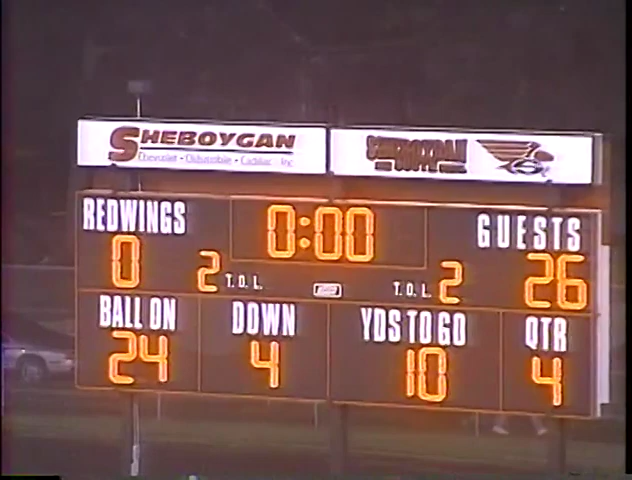 SHEBOYGAN
Chevrolet • Oldsmobile • Cadillac • Inc.
REDWINGS 0:00 GUESTS
0 2 T.O.L. T.O.L. 2 26
BALL ON DOWN YDS TO GO QTR
24 4 10 4